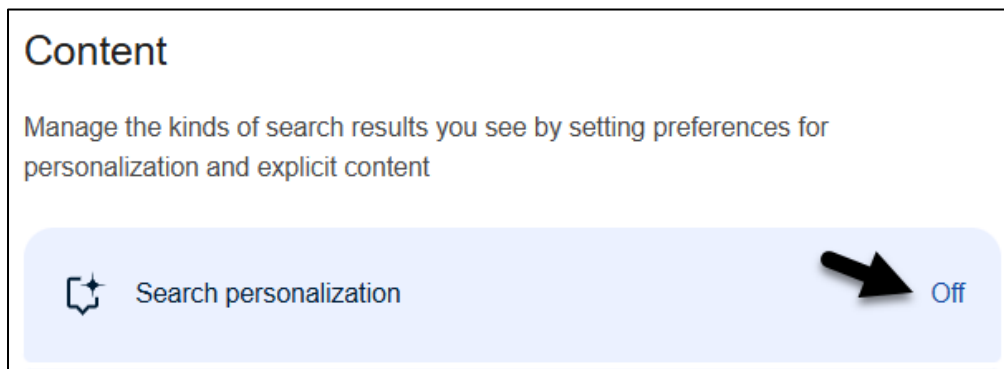 Content
Manage the kinds of search results you see by setting preferences for
personalization and explicit content
Search personalization
Off